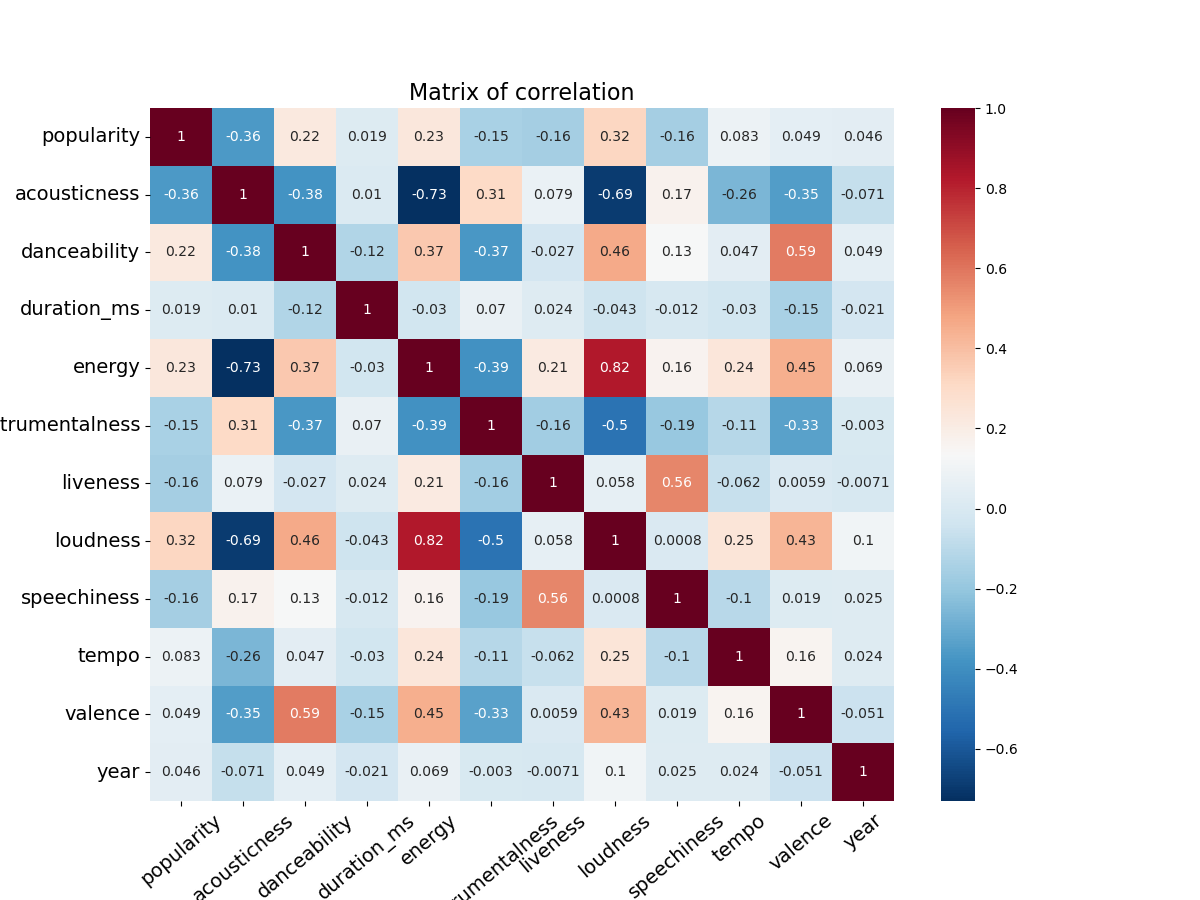 Matrix of correlation
popularity 1 -0.36 0.22 0.019 0.23 -0.15 -0.16 0.32 -0.16 0.083 0.049 0.046
acousticness -0.36 1 -0.38 0.01 -0.73 0.31 0.079 -0.69 0.17 -0.26 -0.35 -0.071
danceability 0.22 -0.38 1 -0.12 0.37 -0.37 -0.027 0.46 0.13 0.047 0.59 0.049
duration_ms 0.019 0.01 -0.12 1 -0.03 0.07 0.024 -0.043 -0.012 -0.03 -0.15 -0.021
energy 0.23 -0.73 0.37 -0.03 1 -0.39 0.21 0.82 0.16 0.24 0.45 0.069
trumentalness -0.15 0.31 -0.37 0.07 -0.39 1 -0.16 -0.5 -0.19 -0.11 -0.33 -0.003
liveness -0.16 0.079 -0.027 0.024 0.21 -0.16 1 0.058 0.56 -0.062 0.0059 -0.0071
loudness 0.32 -0.69 0.46 -0.043 0.82 -0.5 0.058 1 0.0008 0.25 0.43 0.1
speechiness -0.16 0.17 0.13 -0.012 0.16 -0.19 0.56 0.0008 1 -0.1 0.019 0.025
tempo 0.083 -0.26 0.047 -0.03 0.24 -0.11 -0.062 0.25 -0.1 1 0.16 0.024
valence 0.049 -0.35 0.59 -0.15 0.45 -0.33 0.0059 0.43 0.019 0.16 1 -0.051
year 0.046 -0.071 0.049 -0.021 0.069 -0.003 -0.0071 0.1 0.025 0.024 -0.051 1
popularity
acousticness
danceability
duration_ms
energy
rumentalness
liveness
loudness
speechiness
tempo
valence
year
1.0
0.8
0.6
0.4
0.2
0.0
−0.2
−0.4
−0.6